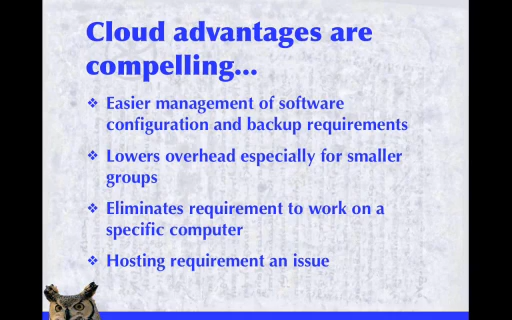 Cloud advantages are
compelling...
❖ Easier management of software
configuration and backup requirements
❖ Lowers overhead especially for smaller
groups
❖ Eliminates requirement to work on a
specific computer
❖ Hosting requirement an issue